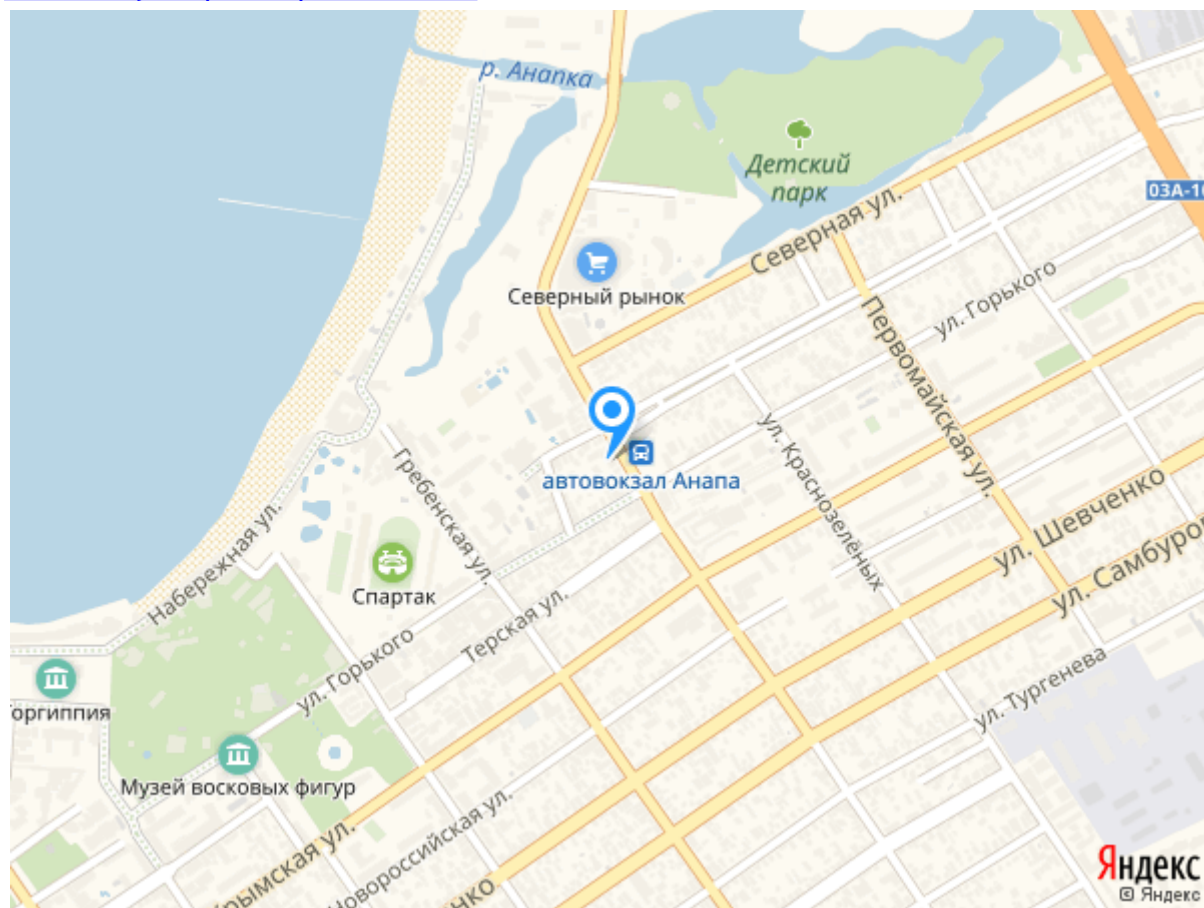 р. Анапка
Детский
парк
03А-1
Северная ул.
Северный рынок
ул. Горького
Первомайская ул.
автовокзал Анапа
ул. Краснозелёных
Гребенская ул.
ул. Шевченко
ул. Самбуро
Набережная ул.
Спартак
Терская ул.
ул. Горького
ул. Тургенева
оргиппия
Музей восковых фигур
Новороссийская ул.
рымская ул.
нко
Яндекс
© Яндекс